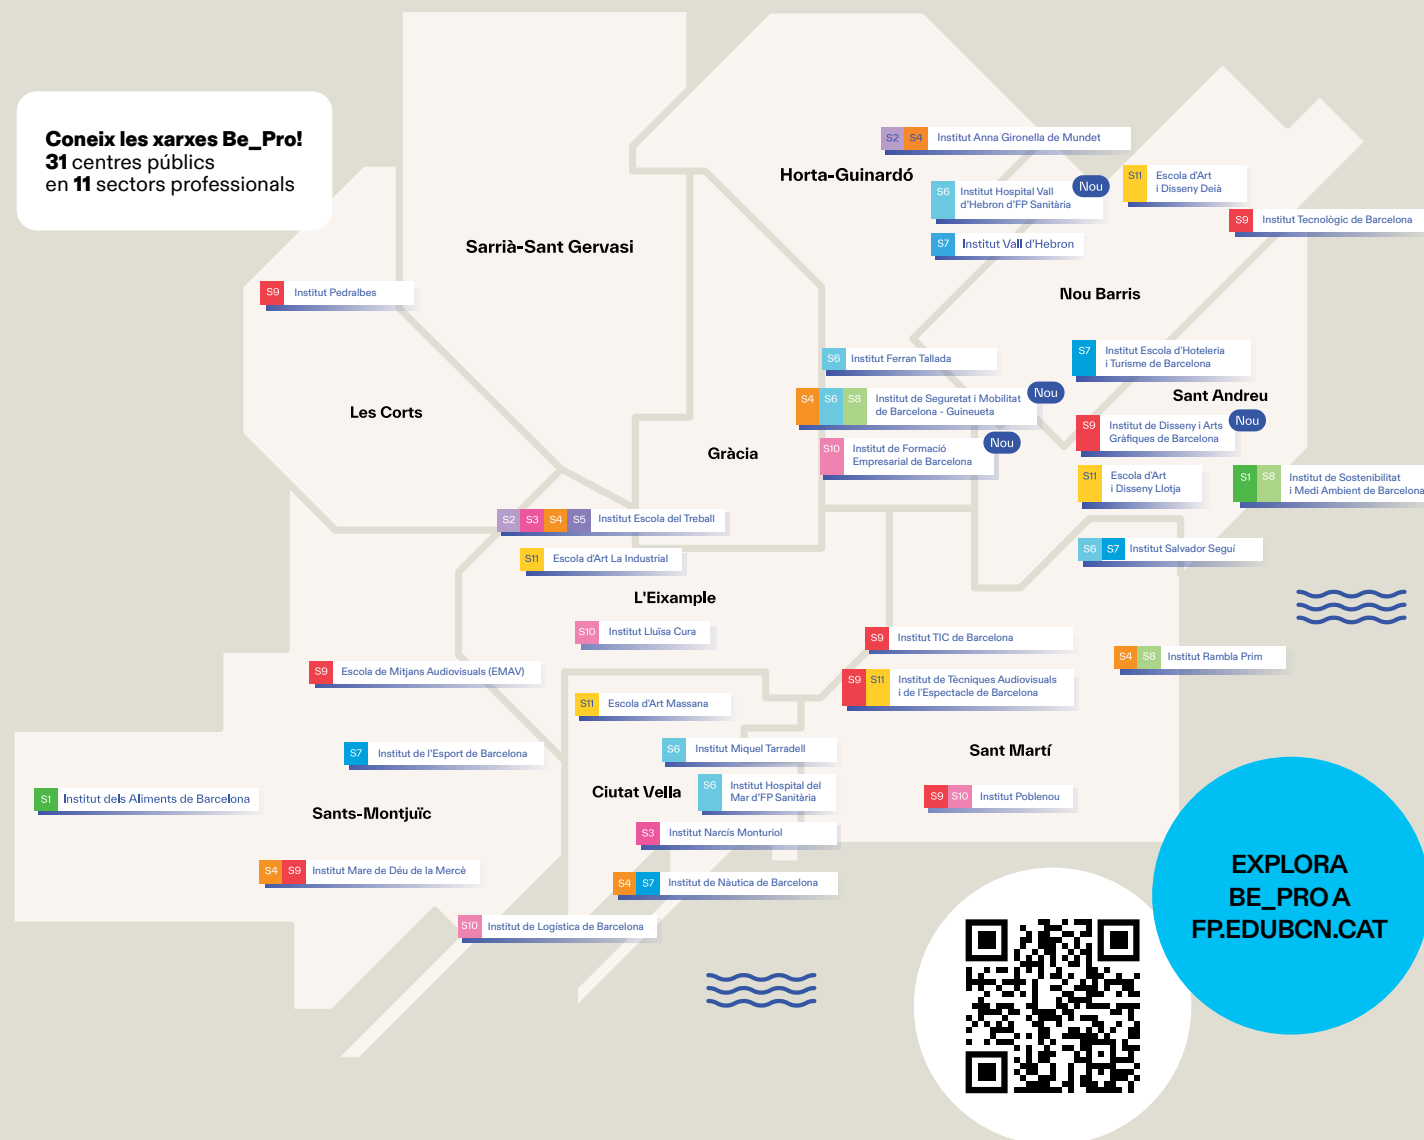 Coneix les xarxes Be_Pro!
31 centres públics
en 11 sectors professionals
S2 S4 Institut Anna Gironella de Mundet
Horta-Guinardó
S6 Institut Hospital Vall
d'Hebron d'FP Sanitària
Nou
S11 Escola d'Art
i Disseny Deià
S9 Institut Tecnològic de Barcelona
S7 Institut Vall d'Hebron
Sarrià-Sant Gervasi
S9 Institut Pedralbes
Nou Barris
S6 Institut Ferran Tallada
S7 Institut Escola d'Hoteleria
i Turisme de Barcelona
S4 S6 S8 Institut de Seguretat i Mobilitat
de Barcelona - Guineueta
Nou
Sant Andreu
Les Corts
S9 Institut de Disseny i Arts
Gràfiques de Barcelona
Nou
Gràcia
S10 Institut de Formació
Empresarial de Barcelona
Nou
S11 Escola d'Art
i Disseny Llotja
S1 S8 Institut de Sostenibilitat
i Medi Ambient de Barcelona
S2 S3 S4 S5 Institut Escola del Treball
S11 Escola d'Art La Industrial
S6 S7 Institut Salvador Seguí
L'Eixample
S10 Institut Lluïsa Cura
S9 Institut TIC de Barcelona
S4 S8 Institut Rambla Prim
S9 Escola de Mitjans Audiovisuals (EMAV)
S9 S11 Institut de Tècniques Audiovisuals
i de l'Espectacle de Barcelona
S11 Escola d'Art Massana
S7 Institut de l'Esport de Barcelona
S6 Institut Miquel Tarradell
Sant Martí
Ciutat Vella
S6 Institut Hospital del
Mar d'FP Sanitària
S1 Institut dels Aliments de Barcelona
S9 S10 Institut Poblenou
Sants-Montjuïc
S3 Institut Narcís Monturiol
S4 S9 Institut Mare de Déu de la Mercè
S4 S7 Institut de Nàutica de Barcelona
S10 Institut de Logística de Barcelona
EXPLORA
BE_PRO A
FP.EDUBCN.CAT